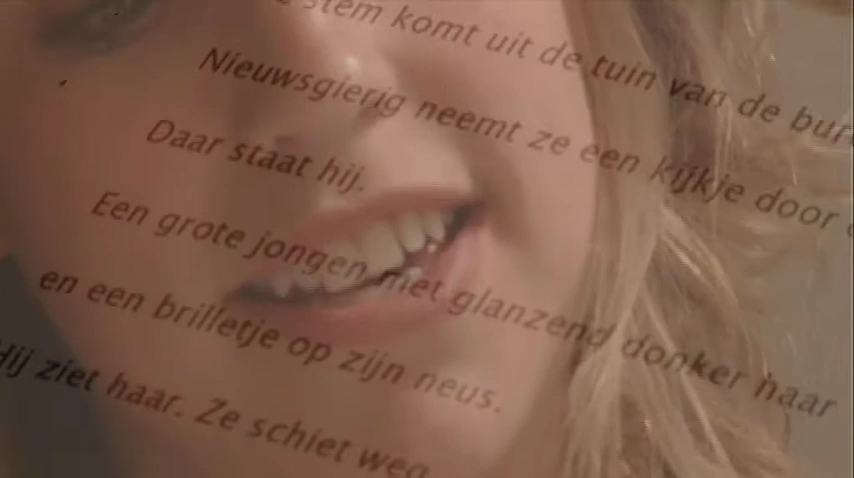 stem komt uit de tuin van de bure
Nieuwsgierig neemt ze een kijkje door
Daar staat hij.
Een grote jongen met glanzend donker haar
en een brilletje op zijn neus.
Hij ziet haar. Ze schiet weg